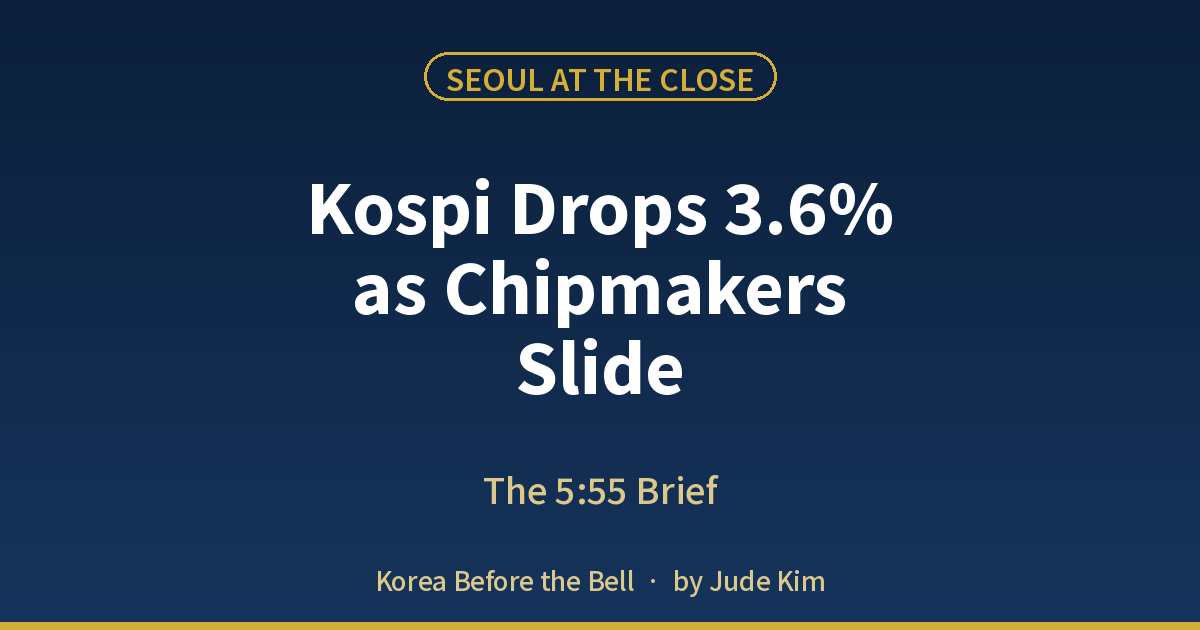 SEOUL AT THE CLOSE
Kospi Drops 3.6%
as Chipmakers
Slide
The 5:55 Brief
Korea Before the Bell · by Jude Kim